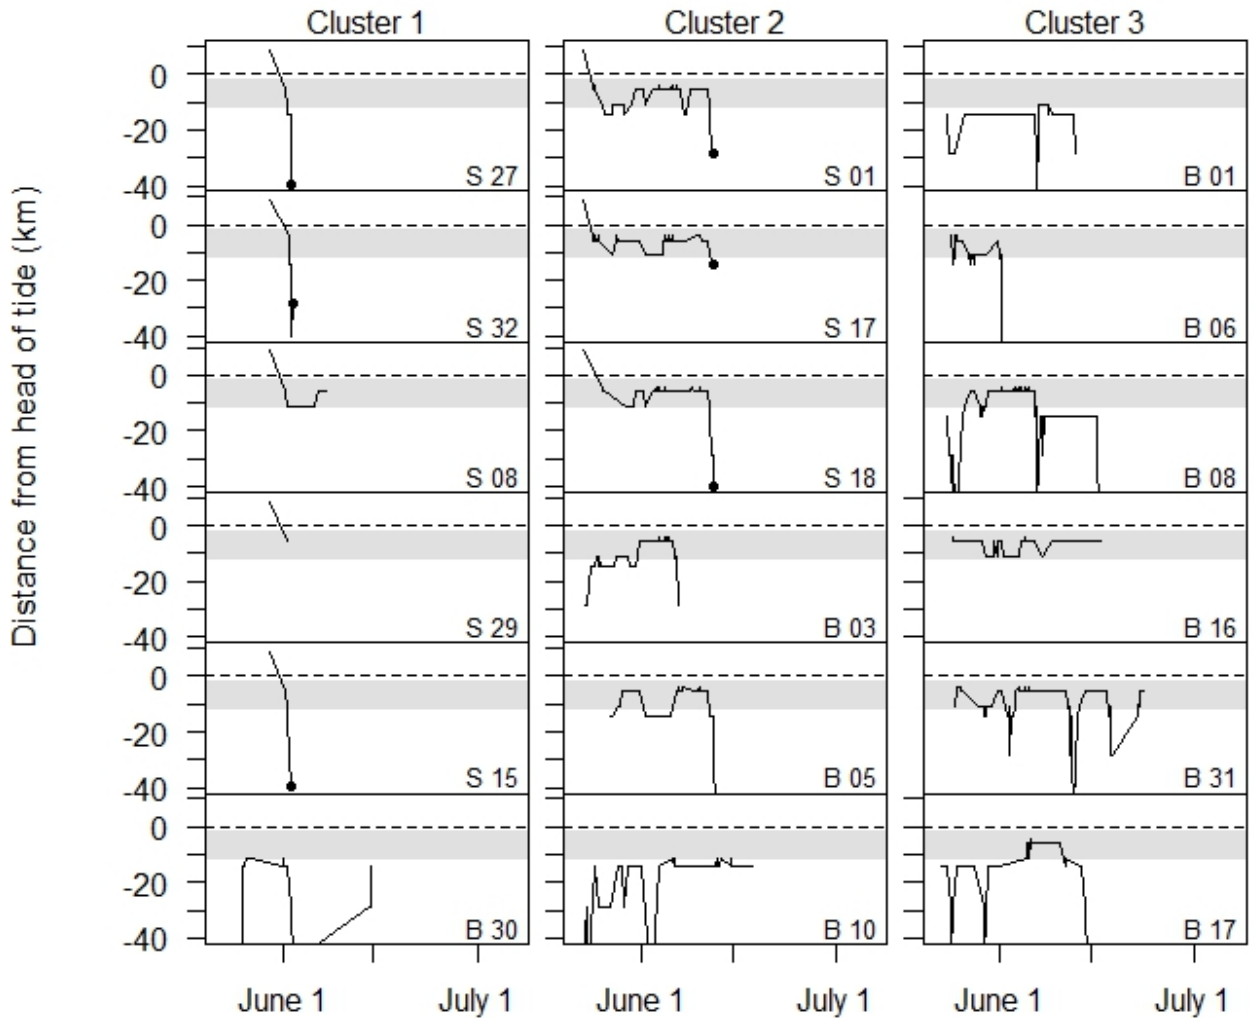 Cluster 1 Cluster 2 Cluster 3
Distance from head of tide (km)
0
-20
-40
S 27 S 01 B 01
0
-20
-40
S 32 S 17 B 06
0
-20
-40
S 08 S 18 B 08
0
-20
-40
S 29 B 03 B 16
0
-20
-40
S 15 B 05 B 31
0
-20
-40
B 30 B 10 B 17
June 1 July 1 June 1 July 1 June 1 July 1